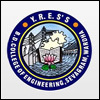 Y.R.E.S'S
B.D.COLLEGE OF ENGINEERING, SEVAGRAM, WARDHA